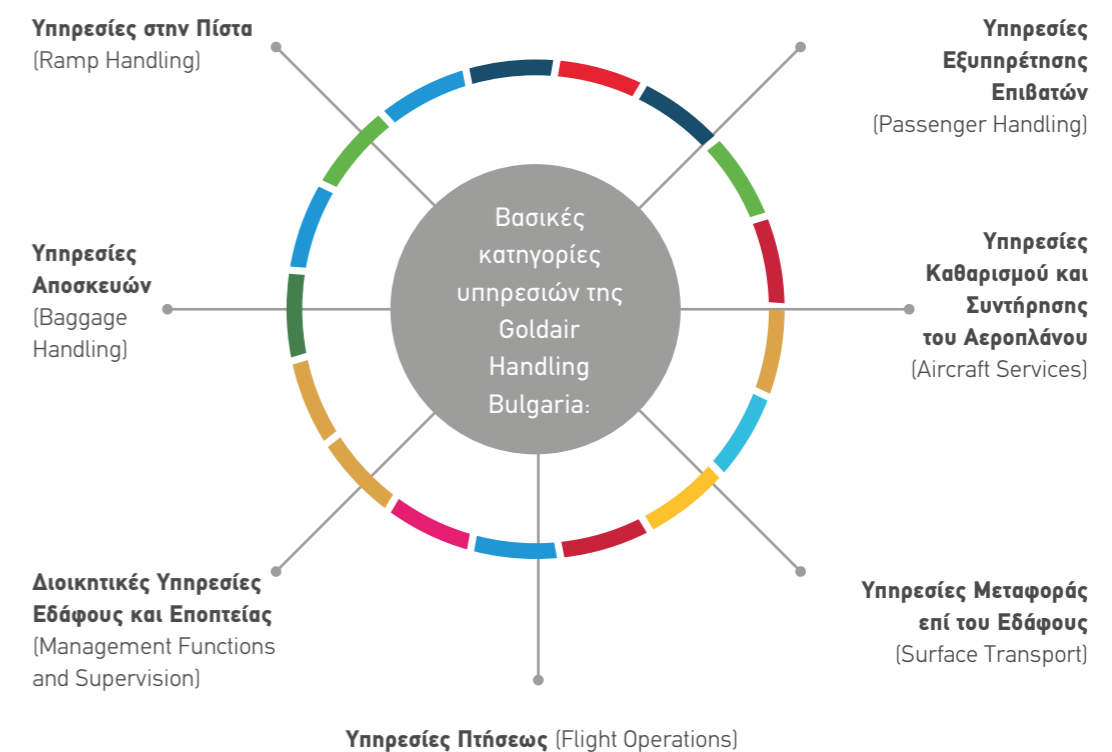 Υπηρεσίες στην Πίστα
(Ramp Handling)
Υπηρεσίες
Εξυπηρέτησης
Επιβατών
(Passenger Handling)
Βασικές
κατηγορίες
υπηρεσιών της
Goldair
Handling
Bulgaria:
Υπηρεσίες
Αποσκευών
(Baggage
Handling)
Υπηρεσίες
Καθαρισμού και
Συντήρησης
του Αεροπλάνου
(Aircraft Services)
Διοικητικές Υπηρεσίες
Εδάφους και Εποπτείας
(Management Functions
and Supervision)
Υπηρεσίες Μεταφοράς
επί του Εδάφους
(Surface Transport)
Υπηρεσίες Πτήσεως (Flight Operations)